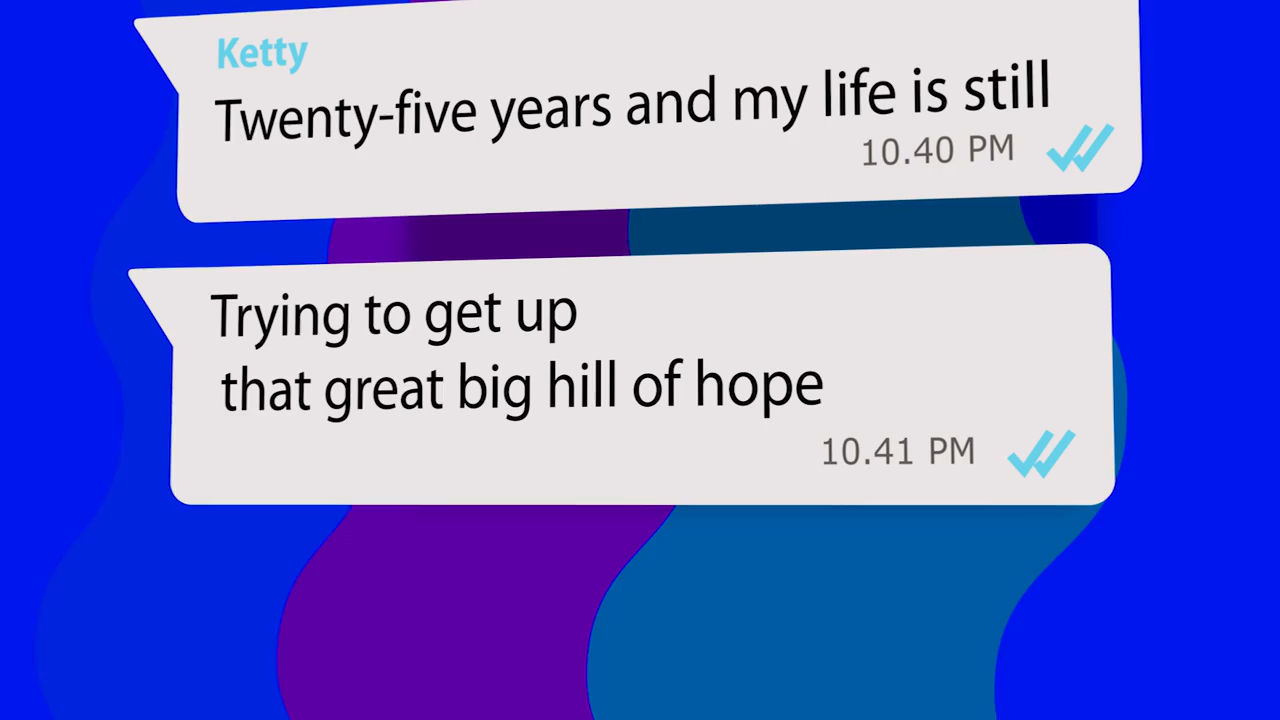 Ketty
Twenty-five years and my life is still
10.40 PM
Trying to get up
that great big hill of hope
10.41 PM